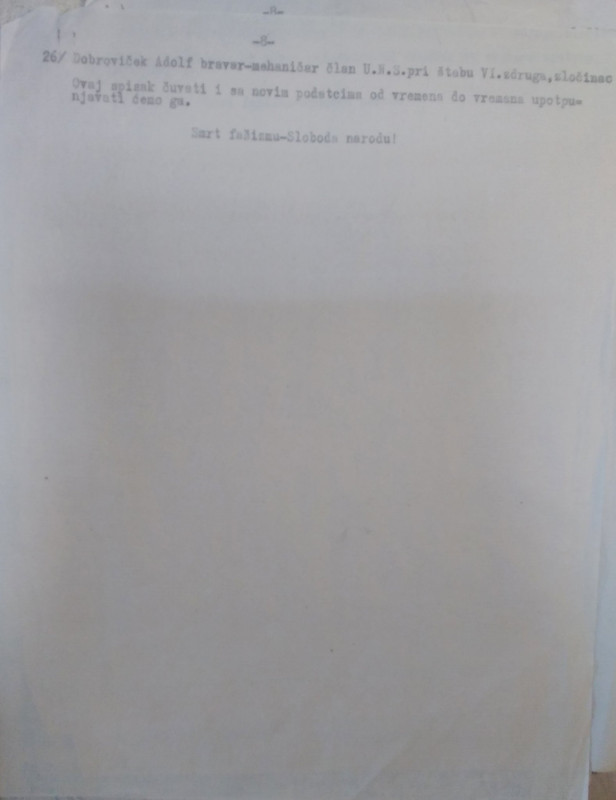 -8-
-8-
26/ Dobroviček Adolf bravar-mehaničar član U.N.S.pri štabu VI.zdruga,zločinac
Ovaj spisak čuvati i sa novim podatcima od vremena do vremena upotpu=
njavati ćemo ga.
Smrt fašizmu-Sloboda narodu!